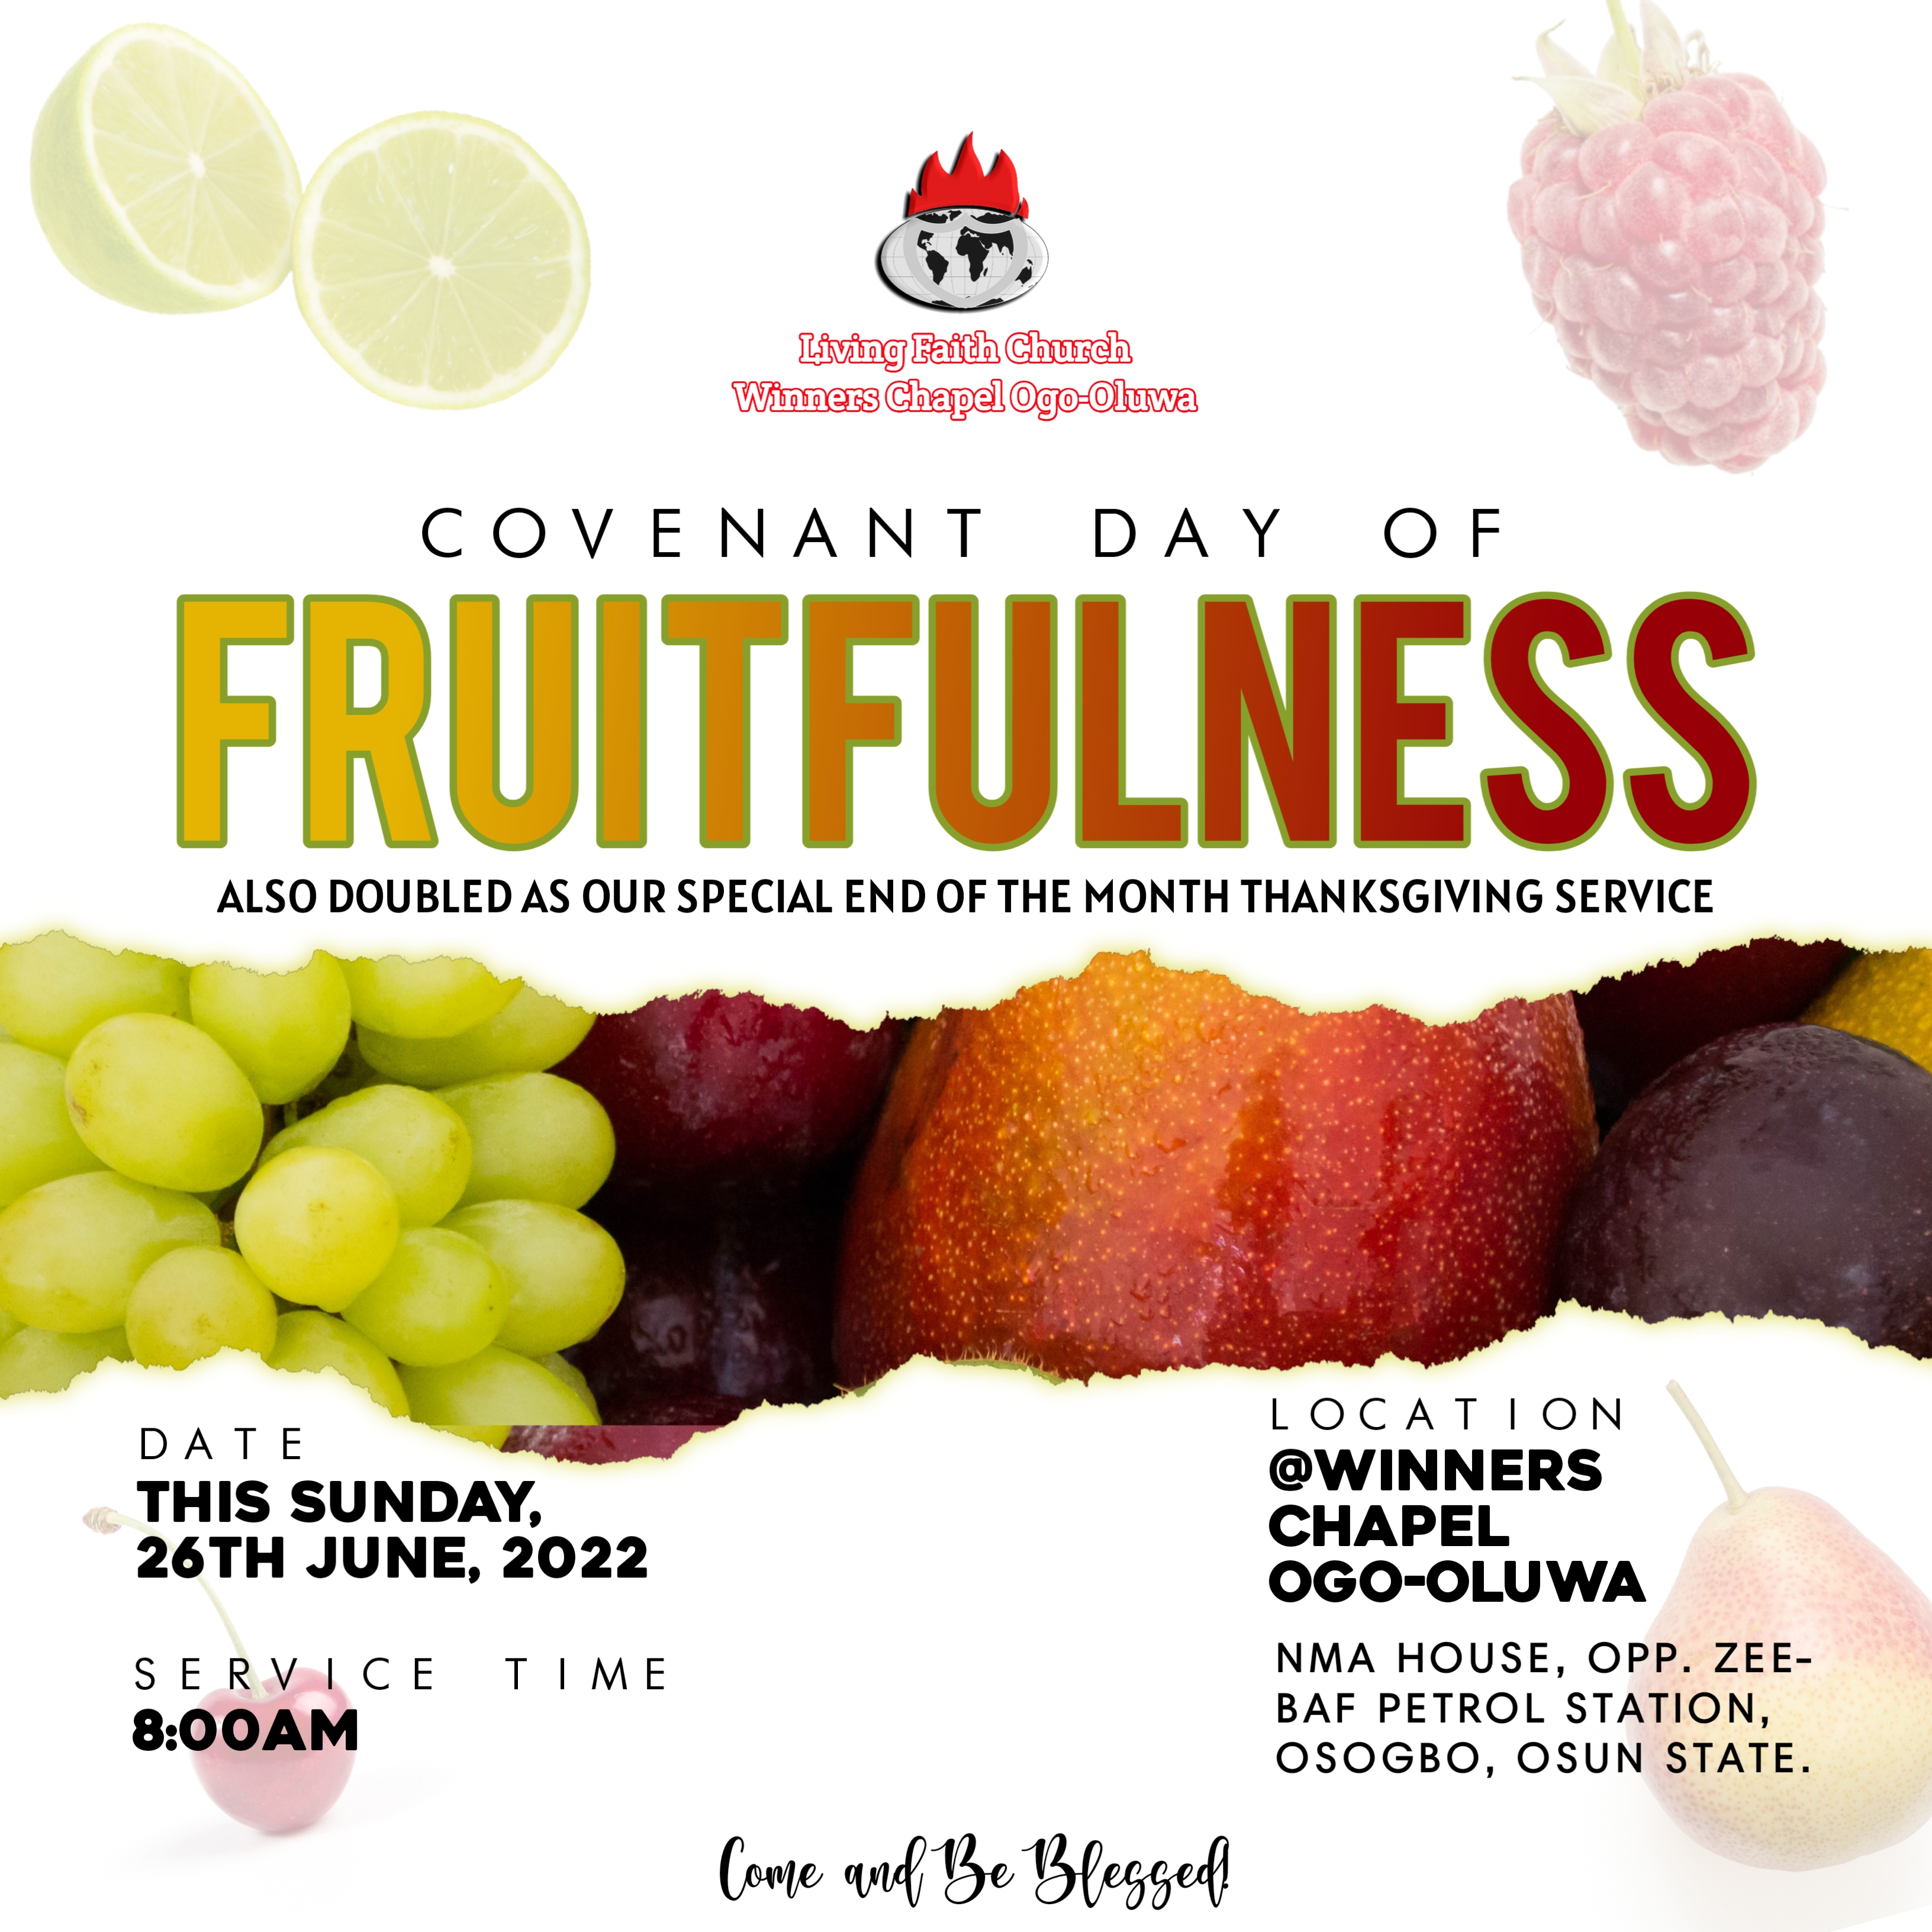 Living Faith Church
Winners Chapel Ogo-Oluwa
COVENANT DAY OF
FRUITFULNESS
ALSO DOUBLED AS OUR SPECIAL END OF THE MONTH THANKSGIVING SERVICE
DATE
THIS SUNDAY,
26TH JUNE, 2022
SERVICE TIME
8:00AM
LOCATION
@WINNERS
CHAPEL
OGO-OLUWA
NMA HOUSE, OPP. ZEE-
BAF PETROL STATION,
OSOGBO, OSUN STATE.
Come and Be Blessed!